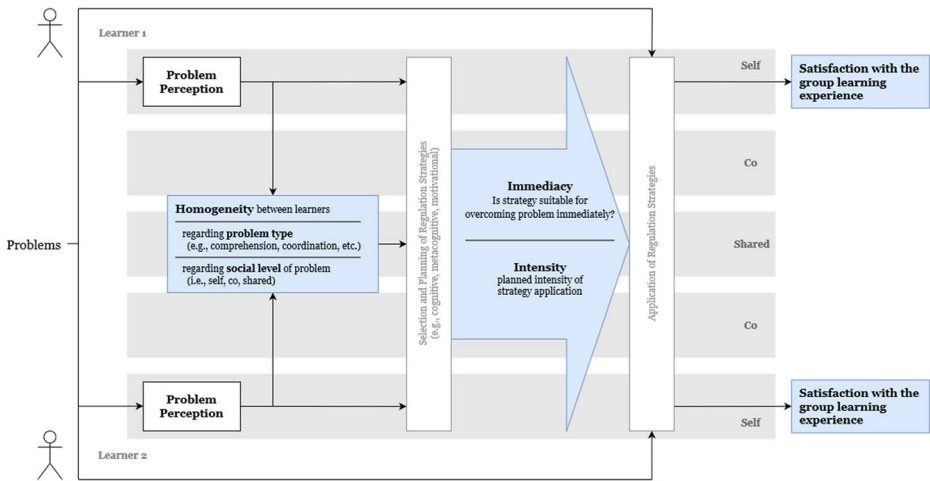 Learner 1
Problem
Perception
Self
Satisfaction with the
group learning
experience
Co
Selection and Planning of Regulation Strategies
(e.g., cognitive, metacognitive, motivational)
Immediacy
Is strategy suitable for
overcoming problem immediately?
Intensity
planned intensity of
strategy application
Application of Regulation Strategies
Homogeneity between learners
regarding problem type
(e.g., comprehension, coordination, etc.)
regarding social level of problem
(i.e., self, co, shared)
Problems
Shared
Co
Problem
Perception
Self
Satisfaction with the
group learning
experience
Learner 2